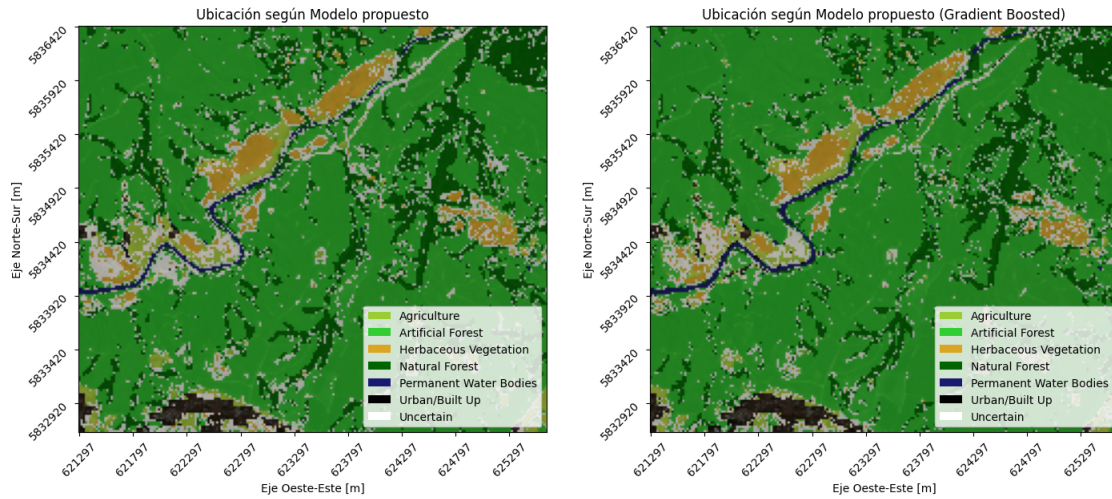 Ubicación según Modelo propuesto
Eje Norte-Sur [m]
5836420
5835920
5835420
5834920
5834420
5833920
5833420
5832920
Agriculture
Artificial Forest
Herbaceous Vegetation
Natural Forest
Permanent Water Bodies
Urban/Built Up
Uncertain
621297
621797
622297
622797
623297
623797
624297
624797
625297
Eje Oeste-Este [m]
Ubicación según Modelo propuesto (Gradient Boosted)
Eje Norte-Sur [m]
5836420
5835920
5835420
5834920
5834420
5833920
5833420
5832920
Agriculture
Artificial Forest
Herbaceous Vegetation
Natural Forest
Permanent Water Bodies
Urban/Built Up
Uncertain
621297
621797
622297
622797
623297
623797
624297
624797
625297
Eje Oeste-Este [m]